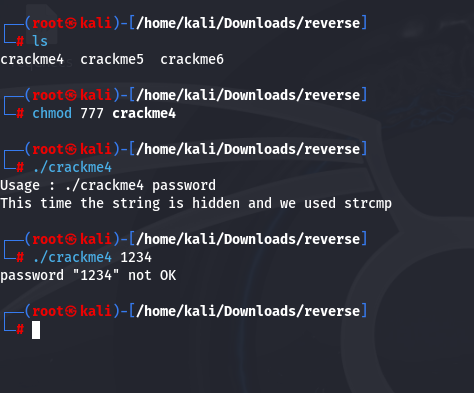 ┌──(root㉿kali)-[/home/kali/Downloads/reverse]
└─# ls
crackme4  crackme5  crackme6
┌──(root㉿kali)-[/home/kali/Downloads/reverse]
└─# chmod 777 crackme4
┌──(root㉿kali)-[/home/kali/Downloads/reverse]
└─# ./crackme4
Usage : ./crackme4 password
This time the string is hidden and we used strcmp
┌──(root㉿kali)-[/home/kali/Downloads/reverse]
└─# ./crackme4 1234
password "1234" not OK
┌──(root㉿kali)-[/home/kali/Downloads/reverse]
└─#